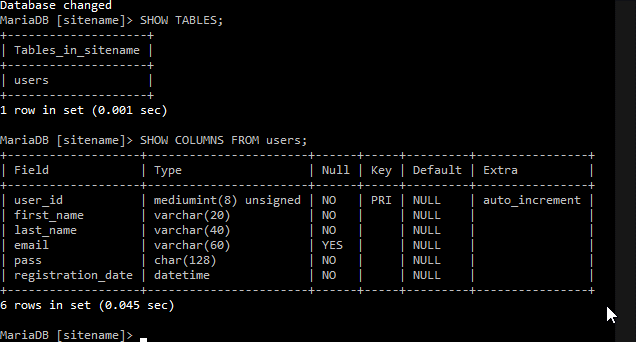 Database changed
MariaDB [sitename]> SHOW TABLES;
+--------------------+
| Tables_in_sitename |
+--------------------+
| users              |
+--------------------+
1 row in set (0.001 sec)
MariaDB [sitename]> SHOW COLUMNS FROM users;
+-------------------+-----------------------+------+-----+---------+----------------+
| Field             | Type                  | Null | Key | Default | Extra          |
+-------------------+-----------------------+------+-----+---------+----------------+
| user_id           | mediumint(8) unsigned | NO   | PRI | NULL    | auto_increment |
| first_name        | varchar(20)           | NO   |     | NULL    |                |
| last_name         | varchar(40)           | NO   |     | NULL    |                |
| email             | varchar(60)           | YES  |     | NULL    |                |
| pass              | char(128)             | NO   |     | NULL    |                |
| registration_date | datetime              | NO   |     | NULL    |                |
+-------------------+-----------------------+------+-----+---------+----------------+
6 rows in set (0.045 sec)
MariaDB [sitename]> _